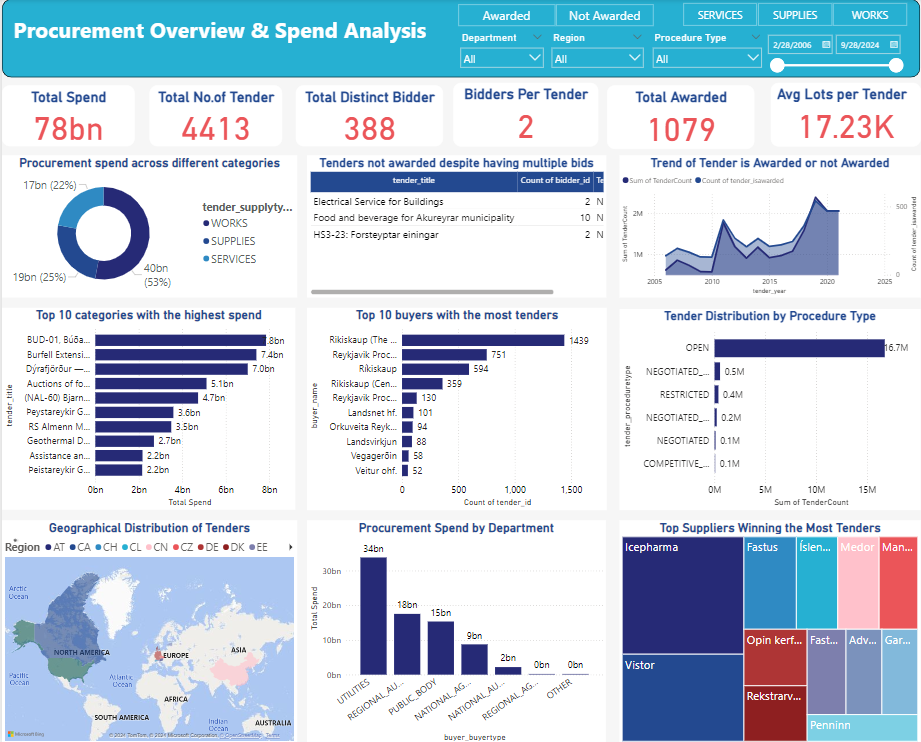 Procurement Overview & Spend Analysis
Awarded
Not Awarded
SERVICES
SUPPLIES
WORKS
Department
Region
Procedure Type
All
All
All
2/28/2006
9/28/2024
Total Spend
78bn
Total No.of Tender
4413
Total Distinct Bidder
388
Bidders Per Tender
2
Total Awarded
1079
Avg Lots per Tender
17.23K
Procurement spend across different categories
17bn (22%)
19bn (25%)
40bn
(53%)
tender_supplyty...
WORKS
SUPPLIES
SERVICES
Tenders not awarded despite having multiple bids
tender_title Count of bidder_id Te
Electrical Service for Buildings 2 N
Food and beverage for Akureyrar municipality 10 N
HS3-23: Forsteyptar einingar 2 N
Trend of Tender is Awarded or not Awarded
Sum of TenderCount Count of tender_isawarded
Sum of TenderCount
2M
1M
500
0
Count of tender_isawarded
2005 2010 2015 2020 2025
tender_year
Top 10 categories with the highest spend
tender_title
BUD-01, Búða... 7.8bn
Burfell Extensi... 7.4bn
Dýrafjörður —... 7.0bn
Auctions of fo... 5.1bn
(NAL-60) Bjarn... 4.7bn
Peystareykir G... 3.6bn
RS Almenn M... 3.5bn
Geothermal D... 2.7bn
Assistance an... 2.2bn
Peistareykir G... 2.2bn
0bn 2bn 4bn 6bn 8bn
Total Spend
Top 10 buyers with the most tenders
buyer_name
Rikiskaup (The ... 1439
Reykjavik Proc... 751
Ríkiskaup 594
Rikiskaup (Cen... 359
Reykjavik Proc... 130
Landsnet hf. 101
Orkuveita Reyk... 94
Landsvirkjun 88
Vegagerðin 58
Veitur ohf. 52
0 500 1.000 1.500
Count of tender_id
Tender Distribution by Procedure Type
tender_proceduretype
OPEN 16.7M
NEGOTIATED_... 0.5M
RESTRICTED 0.4M
NEGOTIATED_... 0.2M
NEGOTIATED 0.1M
COMPETITIVE_... 0.1M
0M 5M 10M 15M
Sum of TenderCount
Geographical Distribution of Tenders
Region AT CA CH CL CN CZ DE DK EE
Arctic
Ocean
NORTH AMERICA
EUROPE
ASIA
Pacific
Ocean
Atlantic
Ocean
AFRICA
SOUTH AMERICA
Indian
Ocean
AUSTRALIA
Microsoft Bing
© 2024 TomTom, © 2024 Microsoft Corporation, © OpenStreetMap Terms
Procurement Spend by Department
Total Spend
30bn
20bn
10bn
0bn
34bn
18bn
15bn
9bn
2bn
0bn
0bn
UTILITIES
REGIONAL_AU...
PUBLIC_BODY
NATIONAL_AG...
NATIONAL_AU...
REGIONAL_AG...
OTHER
buyer_buyertype
Top Suppliers Winning the Most Tenders
Icepharma
Vistor
Fastus
Íslen...
Medor
Man...
Opin kerf...
Rekstrarv...
Fast...
Adv...
Gar...
Penninn